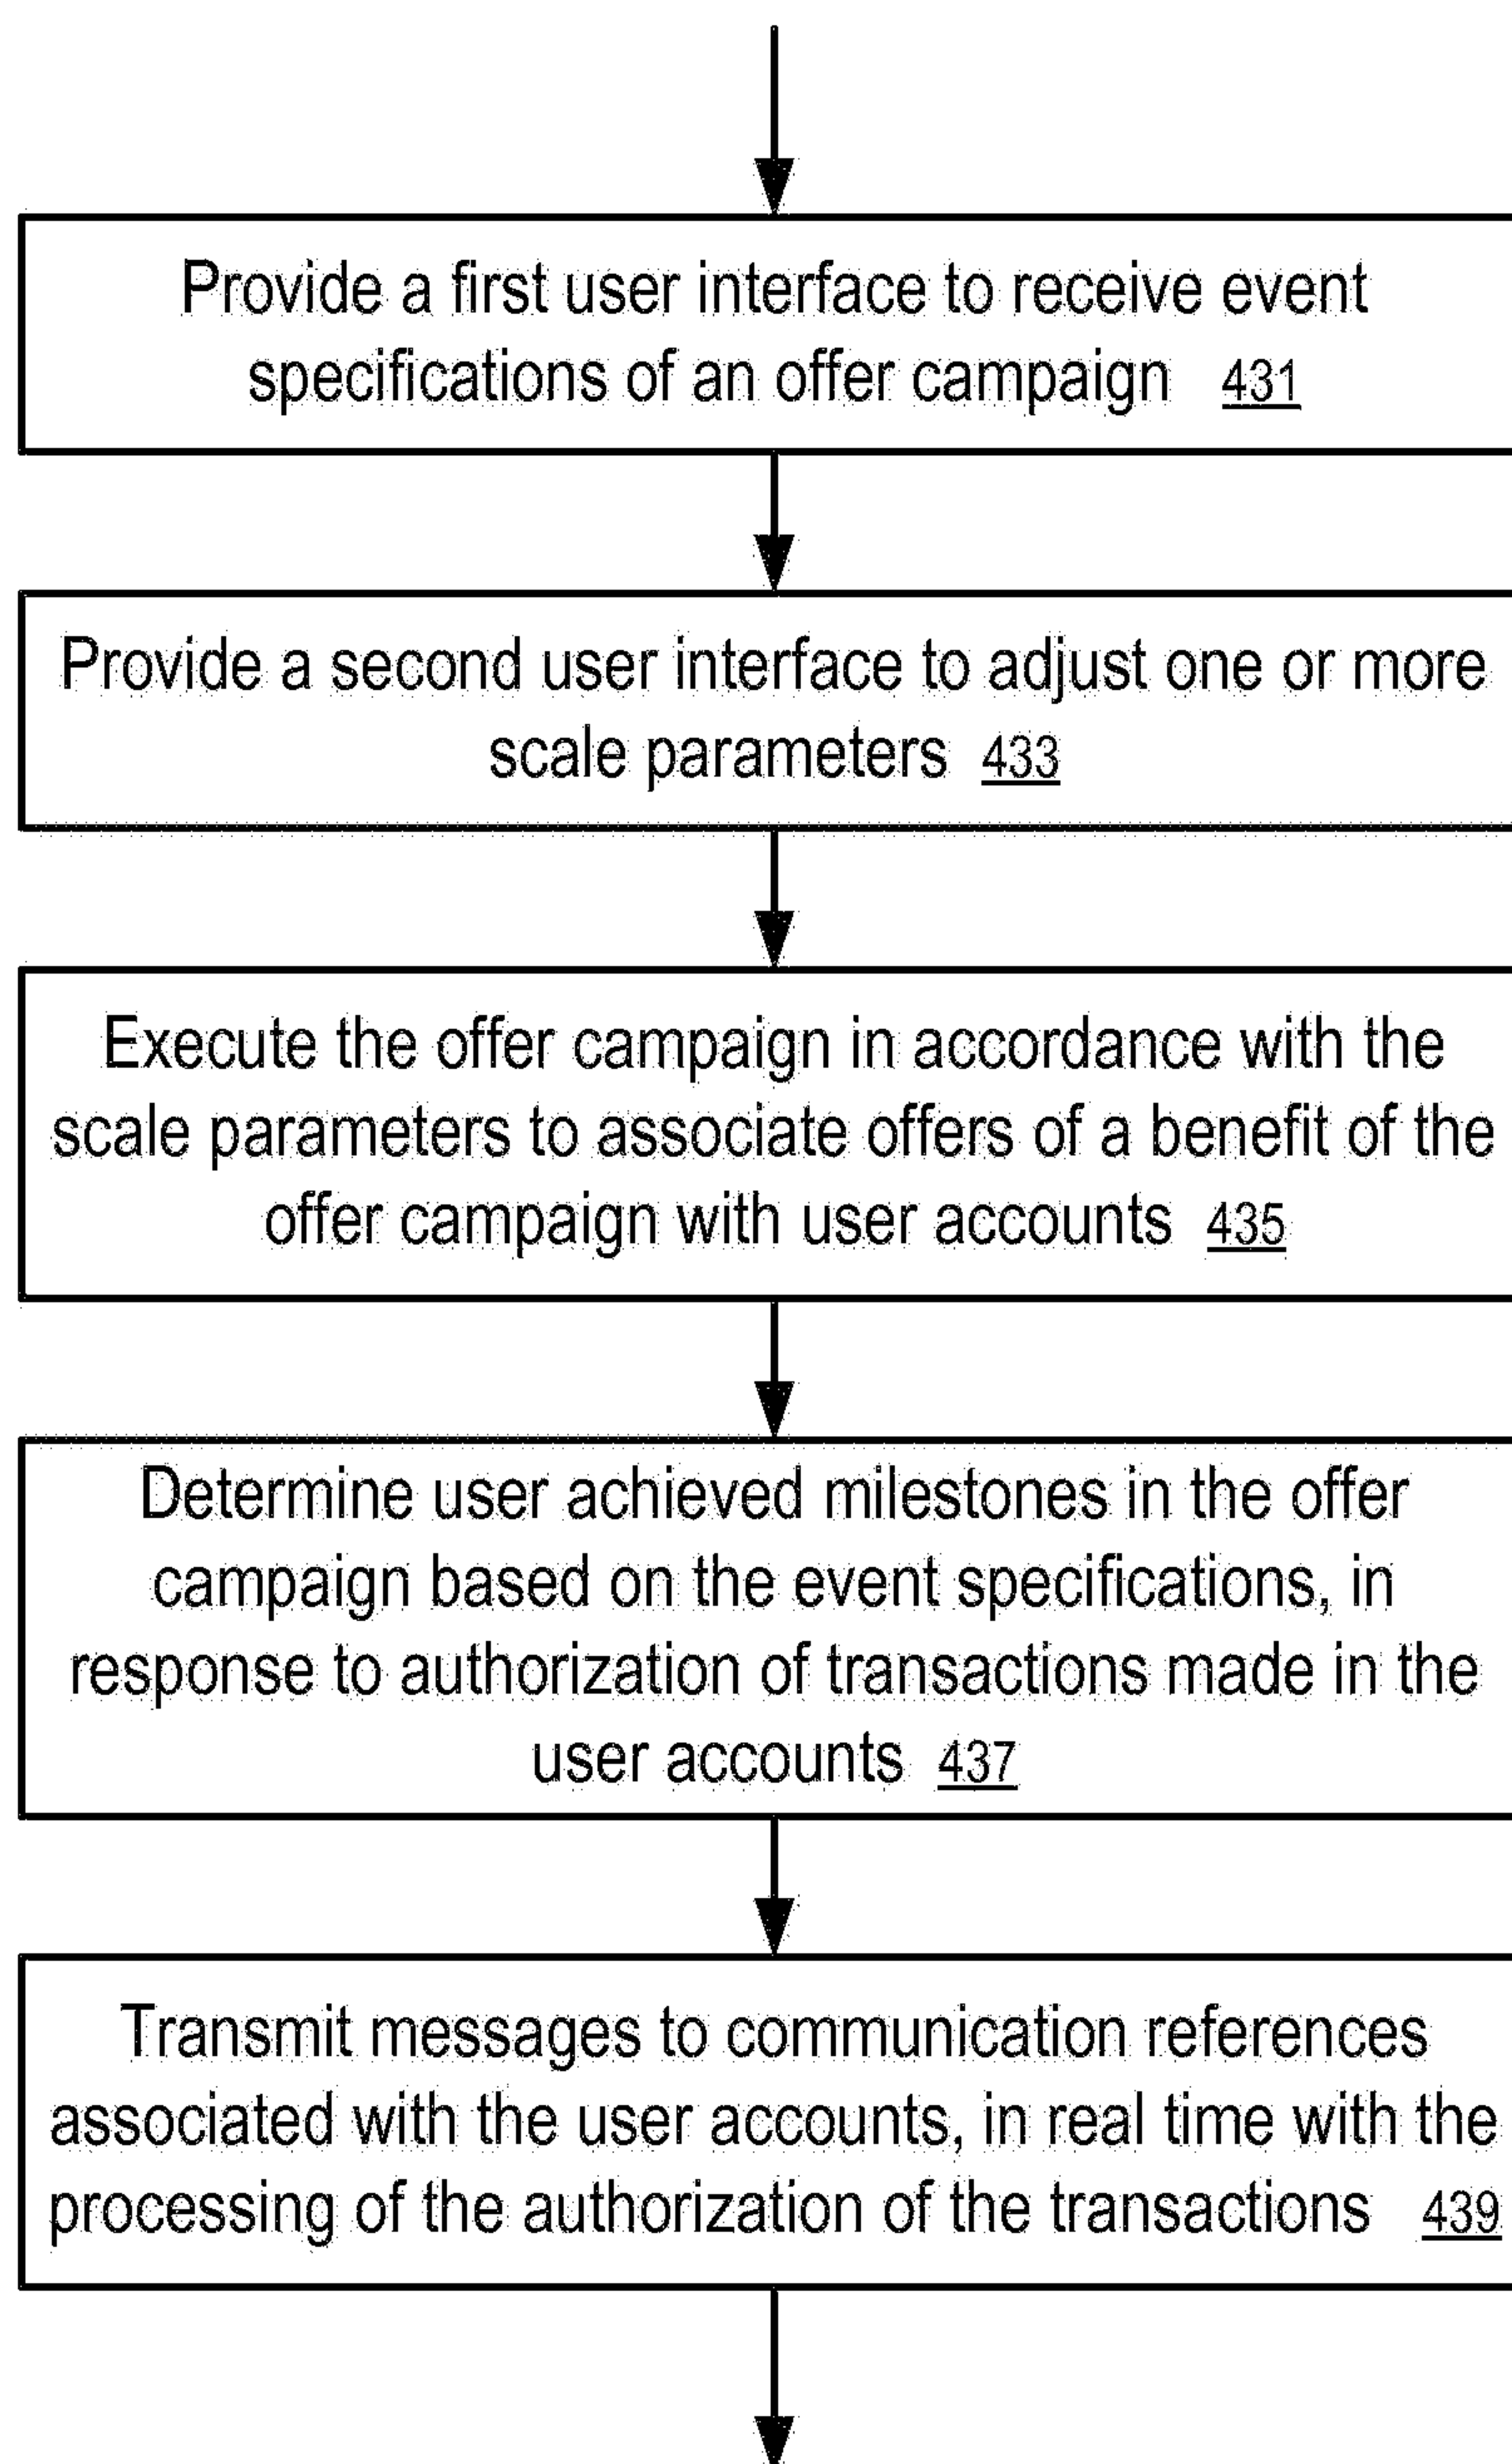 Provide a first user interface to receive event
specifications of an offer campaign 431
Provide a second user interface to adjust one or more
scale parameters 433
Execute the offer campaign in accordance with the
scale parameters to associate offers of a benefit of the
offer campaign with user accounts 435
Determine user achieved milestones in the offer
campaign based on the event specifications, in
response to authorization of transactions made in the
user accounts 437
Transmit messages to communication references
associated with the user accounts, in real time with the
processing of the authorization of the transactions 439